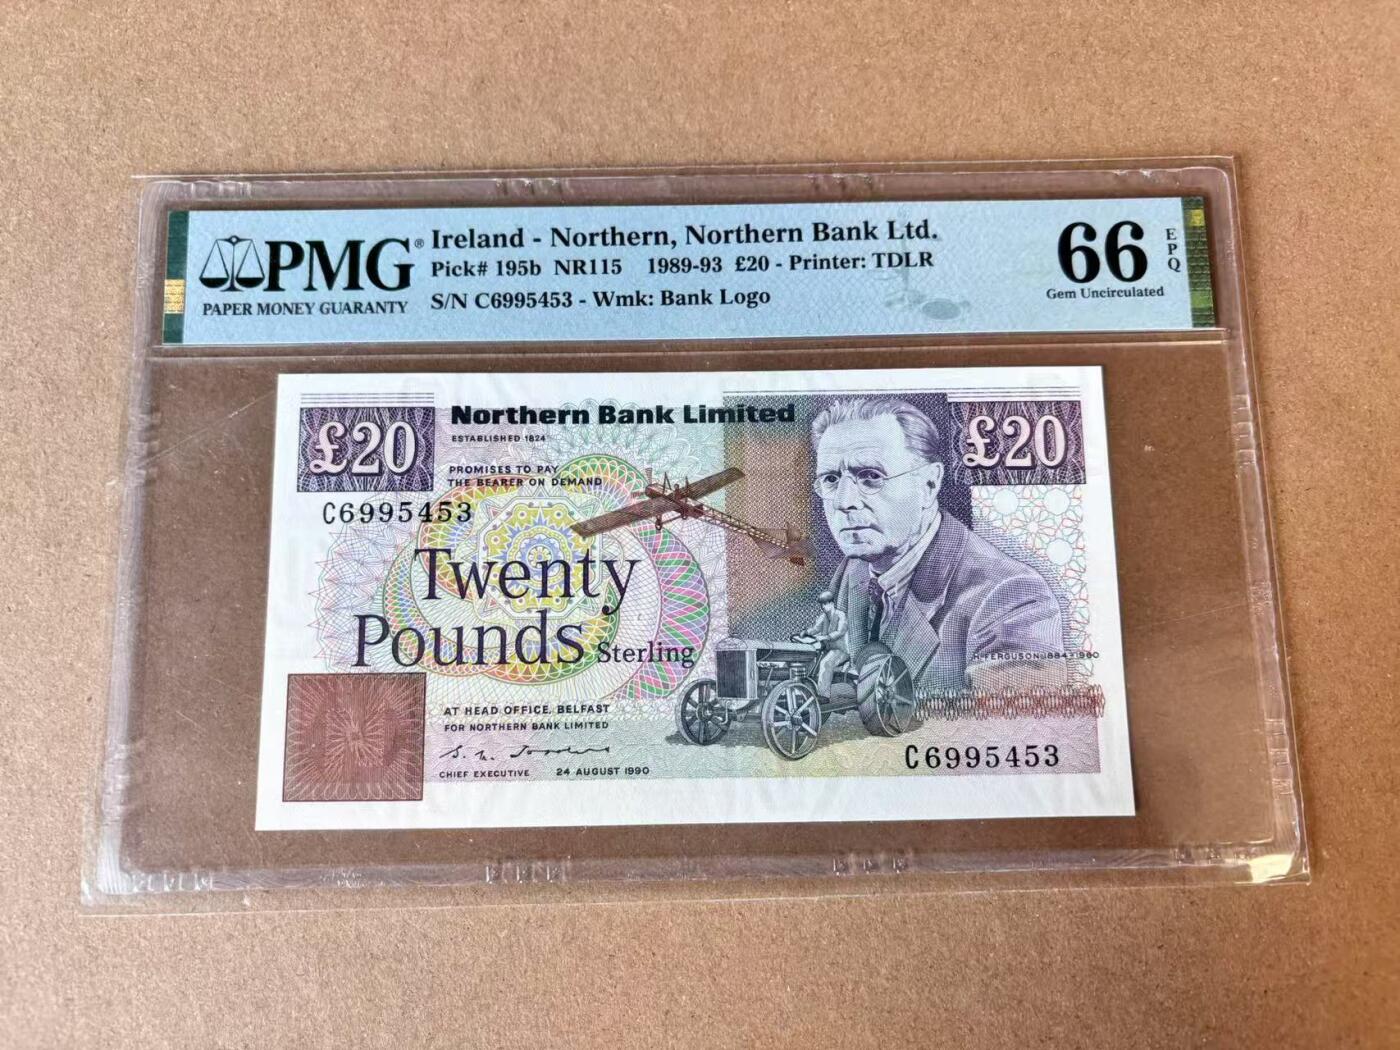 PMG®
PAPER MONEY GUARANTY
Ireland - Northern, Northern Bank Ltd.
Pick# 195b NR115 1989-93 £20 - Printer: TDLR
S/N C6995453 - Wmk: Bank Logo
66
EPQ
Gem Uncirculated
£20
Northern Bank Limited
ESTABLISHED 1824
PROMISES TO PAY
THE BEARER ON DEMAND
£20
C6995453
Twenty
Pounds Sterling
H. FERGUSON 1884-1960
AT HEAD OFFICE, BELFAST
FOR NORTHERN BANK LIMITED
CHIEF EXECUTIVE 24 AUGUST 1990
C6995453